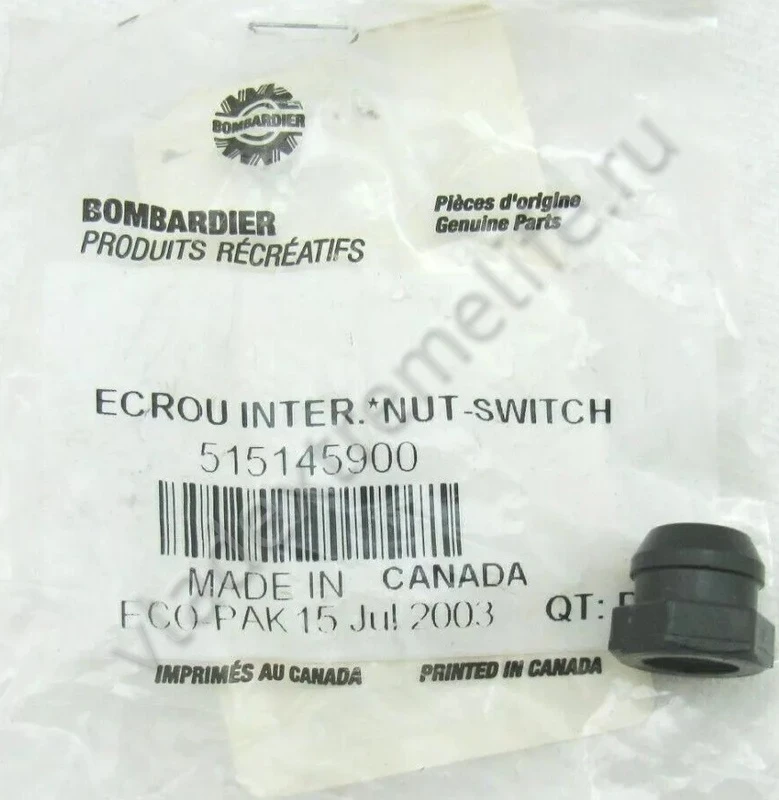 BOMBARDIER
BOMBARDIER
PRODUITS RÉCRÉATIFS
Pièces d'origine
Genuine Parts
ECROU INTER.*NUT-SWITCH
515145900
MADE IN CANADA
ECO-PAK 15 Jul 2003 QT:
IMPRIMÉS AU CANADA PRINTED IN CANADA